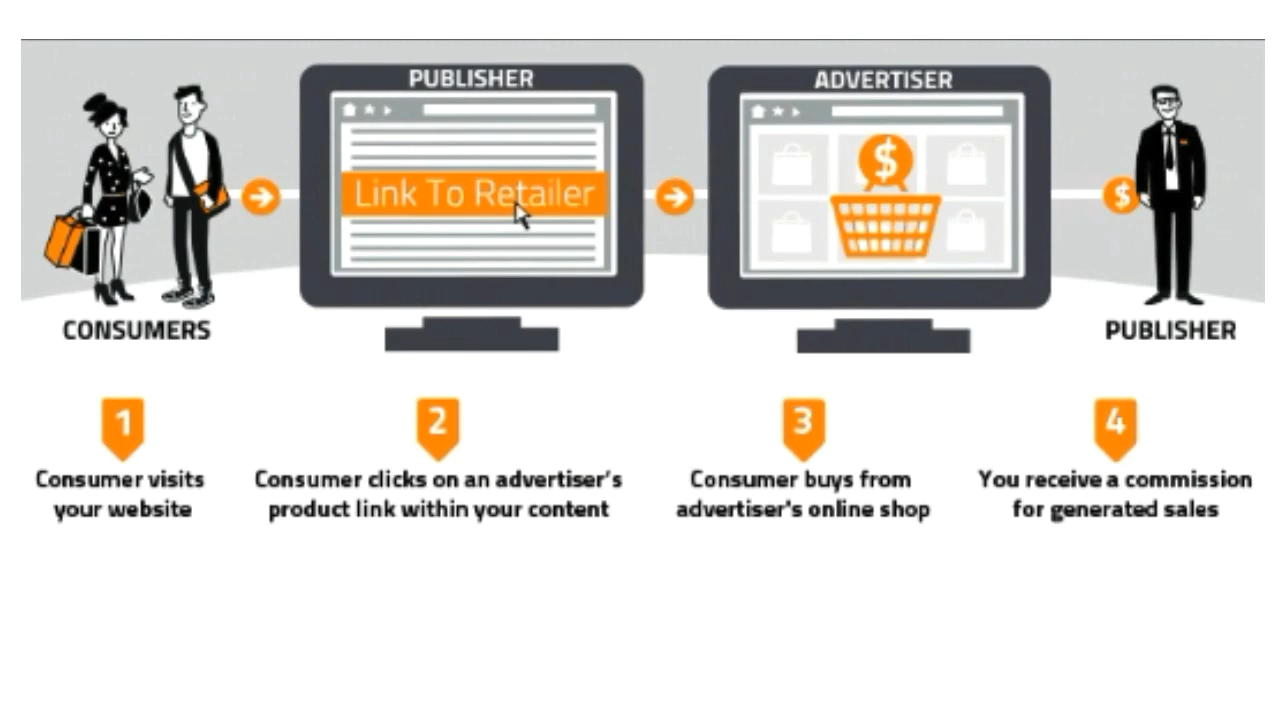 PUBLISHER
ADVERTISER
Link To Retailer
$
$
CONSUMERS
PUBLISHER
1
2
3
4
Consumer visits
your website
Consumer clicks on an advertiser's
product link within your content
Consumer buys from
advertiser's online shop
You receive a commission
for generated sales